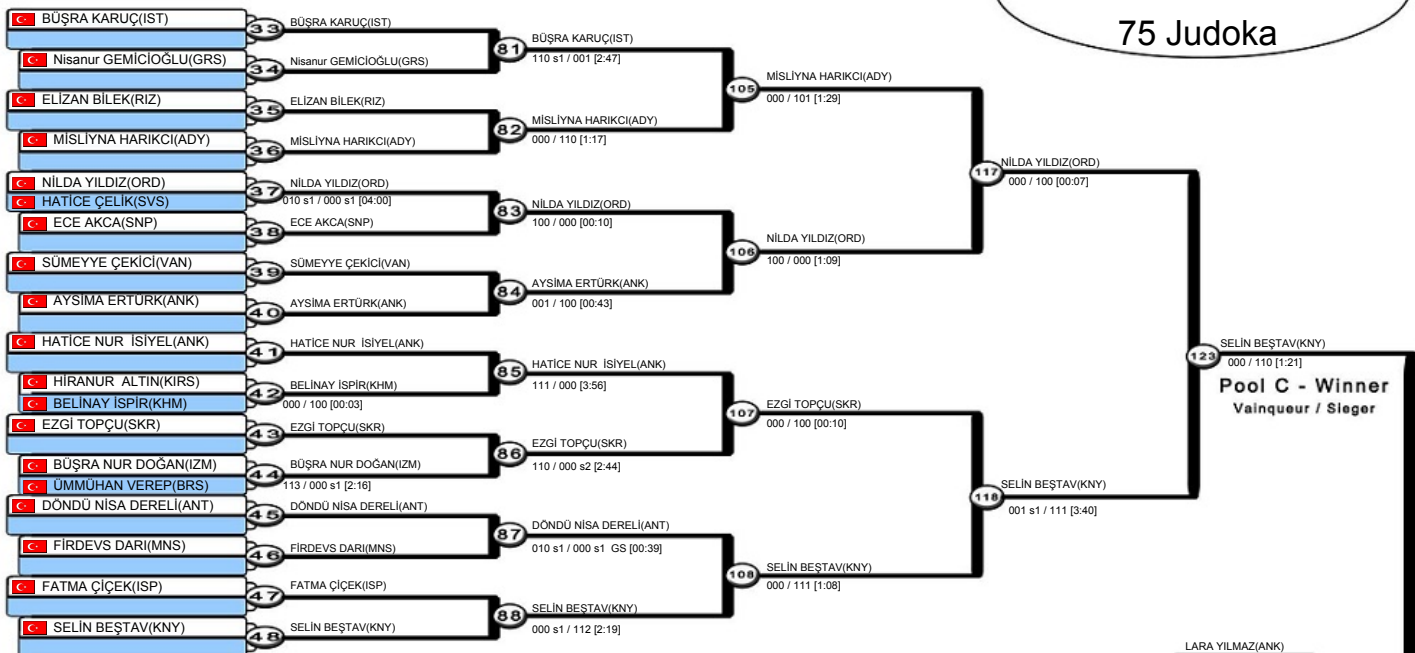 75 Judoka
BÜŞRA KARUÇ(IST)
Nisanur GEMİCİOĞLU(GRS)
ELİZAN BİLEK(RIZ)
MİSLİYNA HARIKCI(ADY)
NİLDA YILDIZ(ORD)
HATİCE ÇELİK(SVS)
ECE AKCA(SNP)
SÜMEYYE ÇEKİCİ(VAN)
AYSİMA ERTÜRK(ANK)
HATİCE NUR İSİYEL(ANK)
HİRANUR ALTIN(KIRS)
BELİNAY İSPİR(KHM)
EZGİ TOPÇU(SKR)
BÜŞRA NUR DOĞAN(IZM)
ÜMMÜHAN VEREP(BRS)
DÖNDÜ NİSA DERELİ(ANT)
FİRDEVS DARI(MNS)
FATMA ÇİÇEK(ISP)
SELİN BEŞTAV(KNY)
33
34
35
36
37
38
39
40
41
42
43
44
45
46
47
48
BÜŞRA KARUÇ(IST)
Nisanur GEMİCİOĞLU(GRS)
ELİZAN BİLEK(RIZ)
MİSLİYNA HARIKCI(ADY)
NİLDA YILDIZ(ORD)
010 s1 / 000 s1 [04:00]
ECE AKCA(SNP)
SÜMEYYE ÇEKİCİ(VAN)
AYSİMA ERTÜRK(ANK)
HATİCE NUR İSİYEL(ANK)
BELİNAY İSPİR(KHM)
000 / 100 [00:03]
EZGİ TOPÇU(SKR)
BÜŞRA NUR DOĞAN(IZM)
113 / 000 s1 [2:16]
DÖNDÜ NİSA DERELİ(ANT)
FİRDEVS DARI(MNS)
FATMA ÇİÇEK(ISP)
SELİN BEŞTAV(KNY)
81
82
83
84
85
86
87
88
BÜŞRA KARUÇ(IST)
110 s1 / 001 [2:47]
MİSLİYNA HARIKCI(ADY)
000 / 110 [1:17]
NİLDA YILDIZ(ORD)
100 / 000 [00:10]
AYSİMA ERTÜRK(ANK)
001 / 100 [00:43]
HATİCE NUR İSİYEL(ANK)
111 / 000 [3:56]
EZGİ TOPÇU(SKR)
110 / 000 s2 [2:44]
DÖNDÜ NİSA DERELİ(ANT)
010 s1 / 000 s1 GS [00:39]
SELİN BEŞTAV(KNY)
000 s1 / 112 [2:19]
105
106
107
108
MİSLİYNA HARIKCI(ADY)
000 / 101 [1:29]
NİLDA YILDIZ(ORD)
100 / 000 [1:09]
EZGİ TOPÇU(SKR)
000 / 100 [00:10]
SELİN BEŞTAV(KNY)
000 / 111 [1:08]
117
118
NİLDA YILDIZ(ORD)
000 / 100 [00:07]
SELİN BEŞTAV(KNY)
001 s1 / 111 [3:40]
123
SELİN BEŞTAV(KNY)
000 / 110 [1:21]
Pool C - Winner
Vainqueur / Sieger
LARA YILMAZ(ANK)